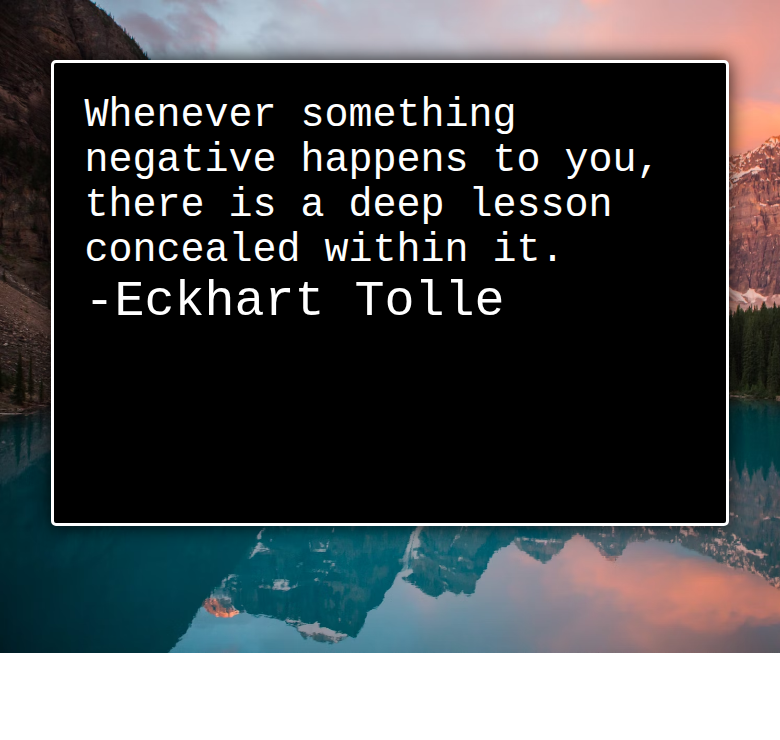 Whenever something
negative happens to you,
there is a deep lesson
concealed within it.
-Eckhart Tolle